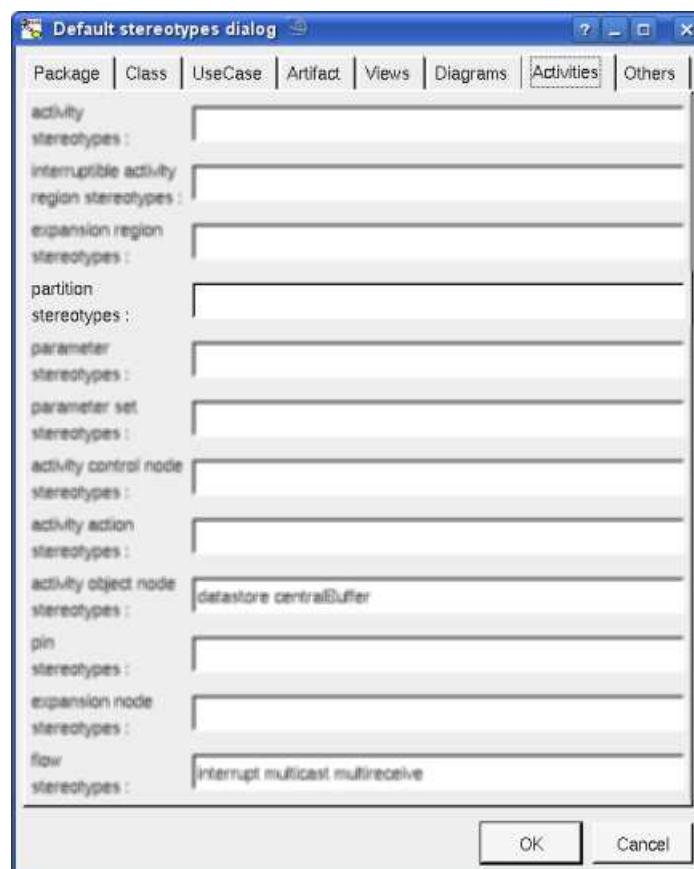 Default stereotypes dialog
Package Class UseCase Artifact Views Diagrams Activities Others
activity
stereotypes :
interruptible activity
region stereotypes :
expansion region
stereotypes :
partition
stereotypes :
parameter
stereotypes :
parameter set
stereotypes :
activity control node
stereotypes :
activity action
stereotypes :
activity object node
stereotypes :
datastore centralBuffer
pin
stereotypes :
expansion node
stereotypes :
flow
stereotypes :
interrupt multicast multireceive
OK Cancel